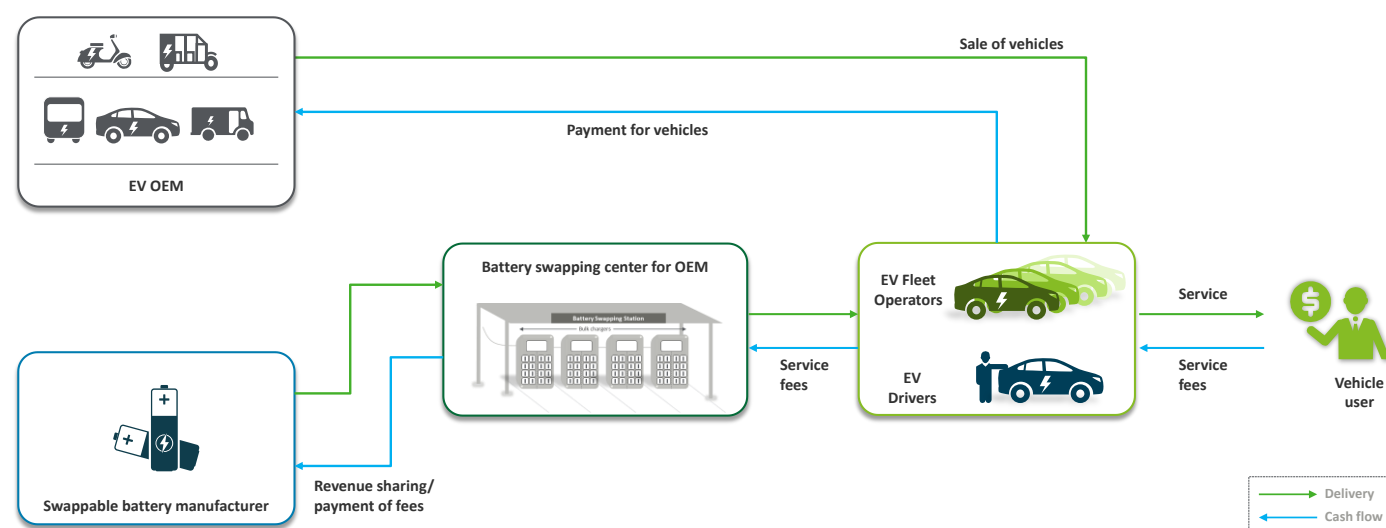 Sale of vehicles
Payment for vehicles
EV OEM
Battery swapping center for OEM
Battery Swapping Station
Bulk chargers
EV Fleet
Operators
EV
Drivers
Service
fees
Service
Service
fees
Vehicle
user
Swappable battery manufacturer
Revenue sharing/
payment of fees
Delivery
Cash flow